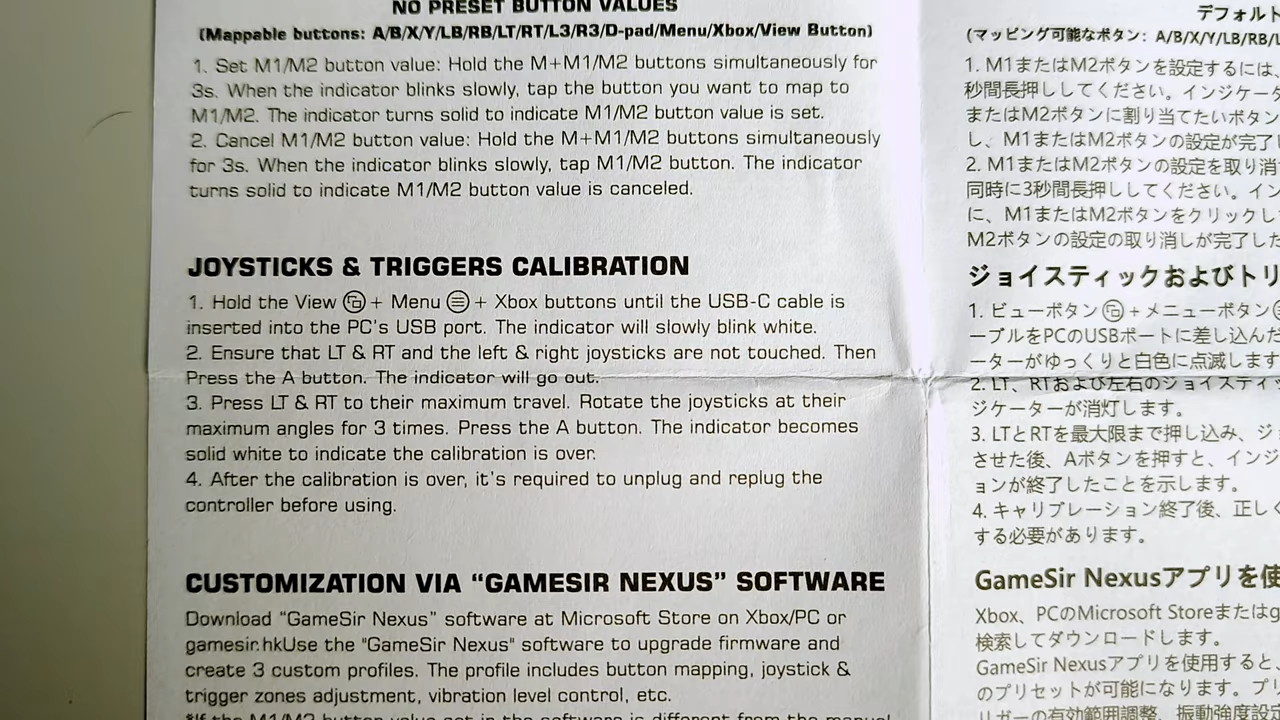 NO PRESET BUTTON VALUES
(Mappable buttons: A/B/X/Y/LB/RB/LT/RT/L3/R3/D-pad/Menu/Xbox/View Button)
1. Set M1/M2 button value: Hold the M+M1/M2 buttons simultaneously for
3s. When the indicator blinks slowly, tap the button you want to map to
M1/M2. The indicator turns solid to indicate M1/M2 button value is set.
2. Cancel M1/M2 button value: Hold the M+M1/M2 buttons simultaneously
for 3s. When the indicator blinks slowly, tap M1/M2 button. The indicator
turns solid to indicate M1/M2 button value is canceled.
JOYSTICKS & TRIGGERS CALIBRATION
1. Hold the View + Menu + Xbox buttons until the USB-C cable is
inserted into the PC's USB port. The indicator will slowly blink white.
2. Ensure that LT & RT and the left & right joysticks are not touched. Then
Press the A button. The indicator will go out.
3. Press LT & RT to their maximum travel. Rotate the joysticks at their
maximum angles for 3 times. Press the A button. The indicator becomes
solid white to indicate the calibration is over.
4. After the calibration is over, it's required to unplug and replug the
controller before using.
CUSTOMIZATION VIA “GAMESIR NEXUS” SOFTWARE
Download “GameSir Nexus” software at Microsoft Store on Xbox/PC or
gamesir.hkUse the "GameSir Nexus" software to upgrade firmware and
create 3 custom profiles. The profile includes button mapping, joystick &
trigger zones adjustment, vibration level control, etc.
*If the M1/M2 button value set in the software is different from the manual
デフォルト
(マッピング可能なボタン: A/B/X/Y/LB/RB/L
1. M1またはM2ボタンを設定するには、
秒間長押ししてください。インジケータ
またはM2ボタンに割り当てたいボタン
し、M1またはM2ボタンの設定が完了し
2. M1またはM2ボタンの設定を取り消
同時に3秒間長押ししてください。イン
に、M1またはM2ボタンをクリックし
M2ボタンの設定の取り消しが完了した
ジョイスティックおよびトリ
1. ビューボタン + メニューボタン
ーブルをPCのUSBポートに差し込んだ
ーターがゆっくりと白色に点滅します
2. LT、RTおよび左右のジョイスティッ
ジケーターが消灯します。
3. LTとRTを最大限まで押し込み、ジョ
させた後、Aボタンを押すと、インジ
ョンが終了したことを示します。
4. キャリブレーション終了後、正しく
する必要があります。
GameSir Nexusアプリを使
Xbox、PCのMicrosoft Storeまたはg
検索してダウンロードします。
GameSir Nexusアプリを使用すると、
のプリセットが可能になります。プリ
リガーの有効範囲調整、振動強度設定